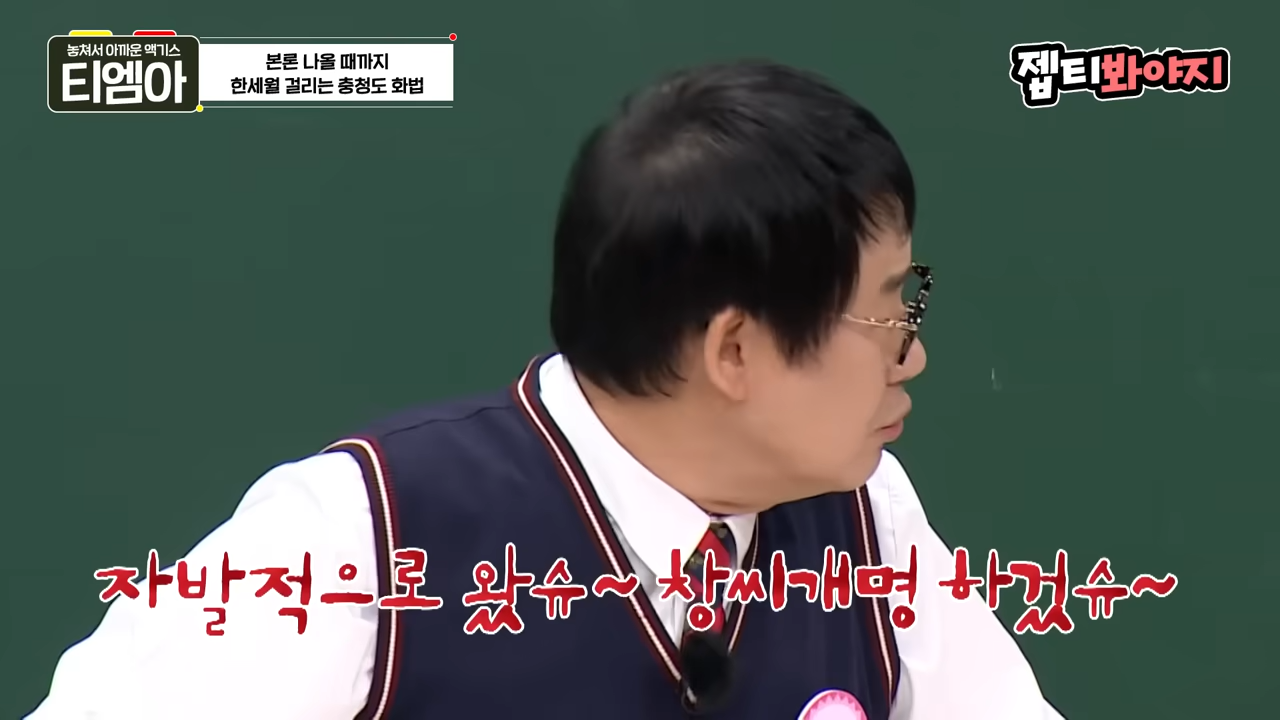 놓쳐서 아까운 액기스
티엠아
본론 나올 때까지
한세월 걸리는 충청도 화법
젭티봐야지
자발적으로 왔슈~ 창씨개명 하겠슈~